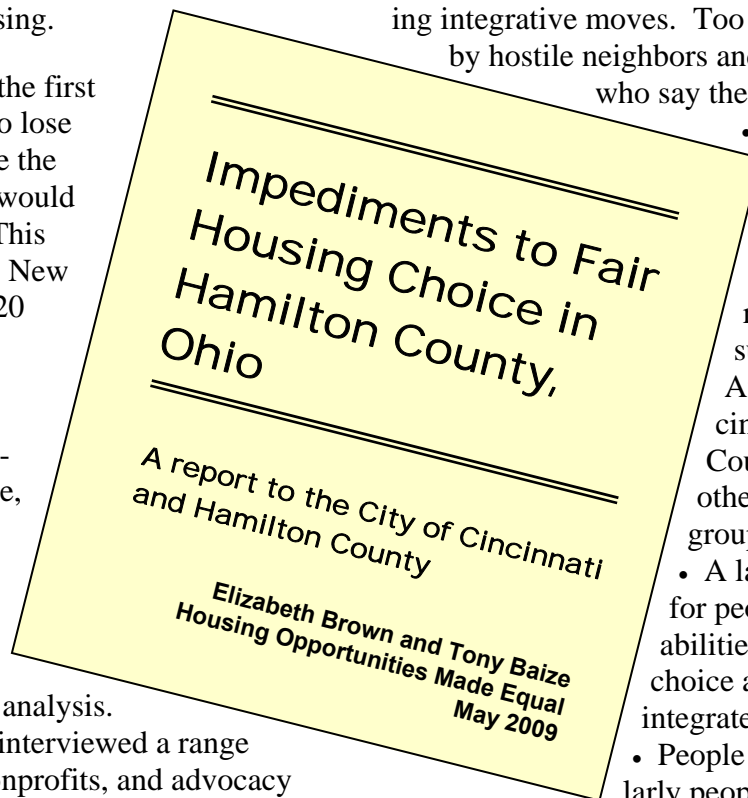 sing.
the first
o lose
e the
would
This
New
20
-
e,
analysis.
interviewed a range
onprofits, and advocacy
Impediments to Fair
Housing Choice in
Hamilton County,
Ohio
A report to the City of Cincinnati
and Hamilton County
Elizabeth Brown and Tony Baize
Housing Opportunities Made Equal
May 2009
ing integrative moves. Too
by hostile neighbors and
who say the
•
A
cin
Cou
othe
group
• A la
for peo
abilitie
choice a
integrate
• People
larly peop